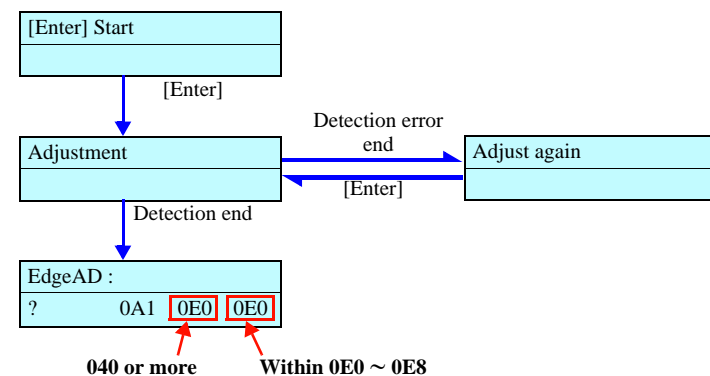 [Enter] Start
[Enter]
Detection error
end
Adjustment
Adjust again
[Enter]
Detection end
EdgeAD :
? 0A1 0E0 0E0
040 or more
Within 0E0 ~ 0E8